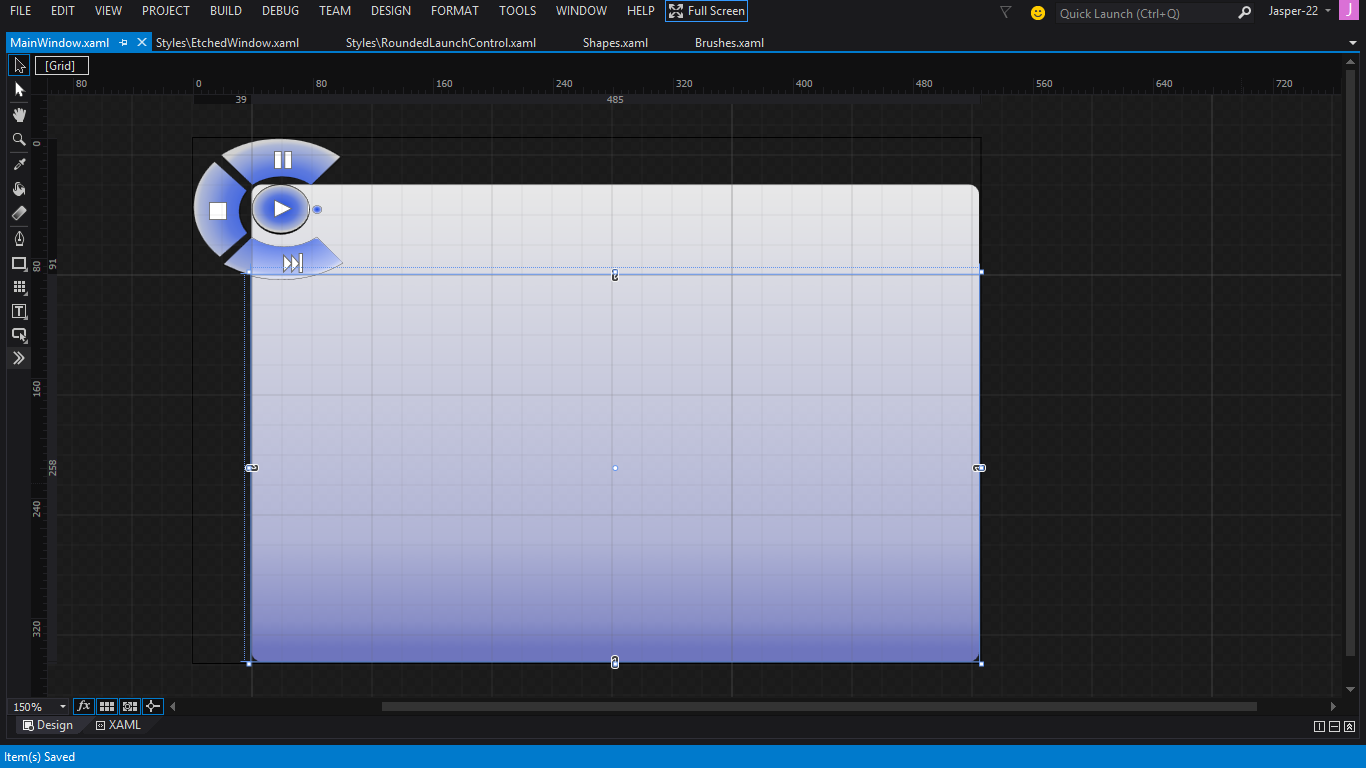 FILE EDIT VIEW PROJECT BUILD DEBUG TEAM DESIGN FORMAT TOOLS WINDOW HELP Full Screen Quick Launch (Ctrl+Q) Jasper-22 J
MainWindow.xaml Styles\EtchedWindow.xaml Styles\RoundedLaunchControl.xaml Shapes.xaml Brushes.xaml
[Grid]
80 0 80 160 240 320 400 480 560 640 720
39 485
0
80 91
160
258
240
320
T
150% fx
Design XAML
Item(s) Saved